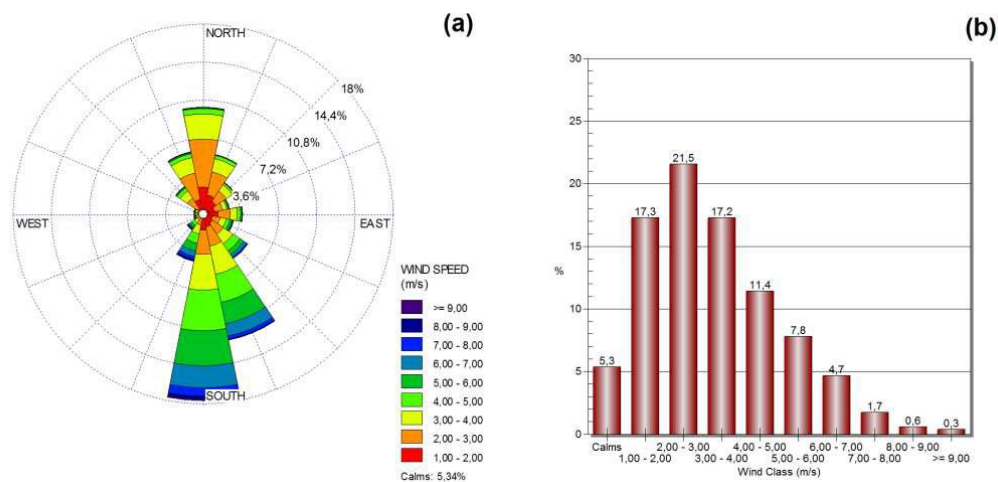 (a)
NORTH
18%
14,4%
10,8%
7,2%
3,6%
WEST
EAST
SOUTH
WIND SPEED
(m/s)
>= 9,00
8,00 - 9,00
7,00 - 8,00
6,00 - 7,00
5,00 - 6,00
4,00 - 5,00
3,00 - 4,00
2,00 - 3,00
1,00 - 2,00
Calms: 5,34%
(b)
30
25
20
15
10
5
0
%
5,3
17,3
21,5
17,2
11,4
7,8
4,7
1,7
0,6
0,3
Calms 2,00 - 3,00 4,00 - 5,00 6,00 - 7,00 8,00 - 9,00
1,00 - 2,00 3,00 - 4,00 5,00 - 6,00 7,00 - 8,00 >= 9,00
Wind Class (m/s)